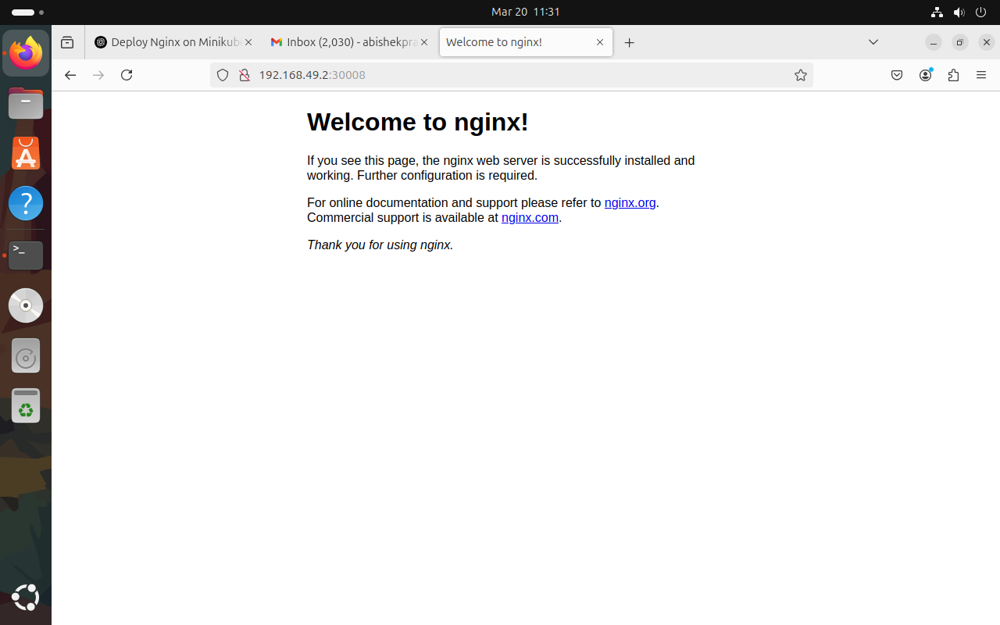 Mar 20 11:31
Deploy Nginx on Minikub
Inbox (2,030) - abishekpra
Welcome to nginx!
192.168.49.2:30008
Welcome to nginx!
If you see this page, the nginx web server is successfully installed and
working. Further configuration is required.
For online documentation and support please refer to nginx.org.
Commercial support is available at nginx.com.
Thank you for using nginx.